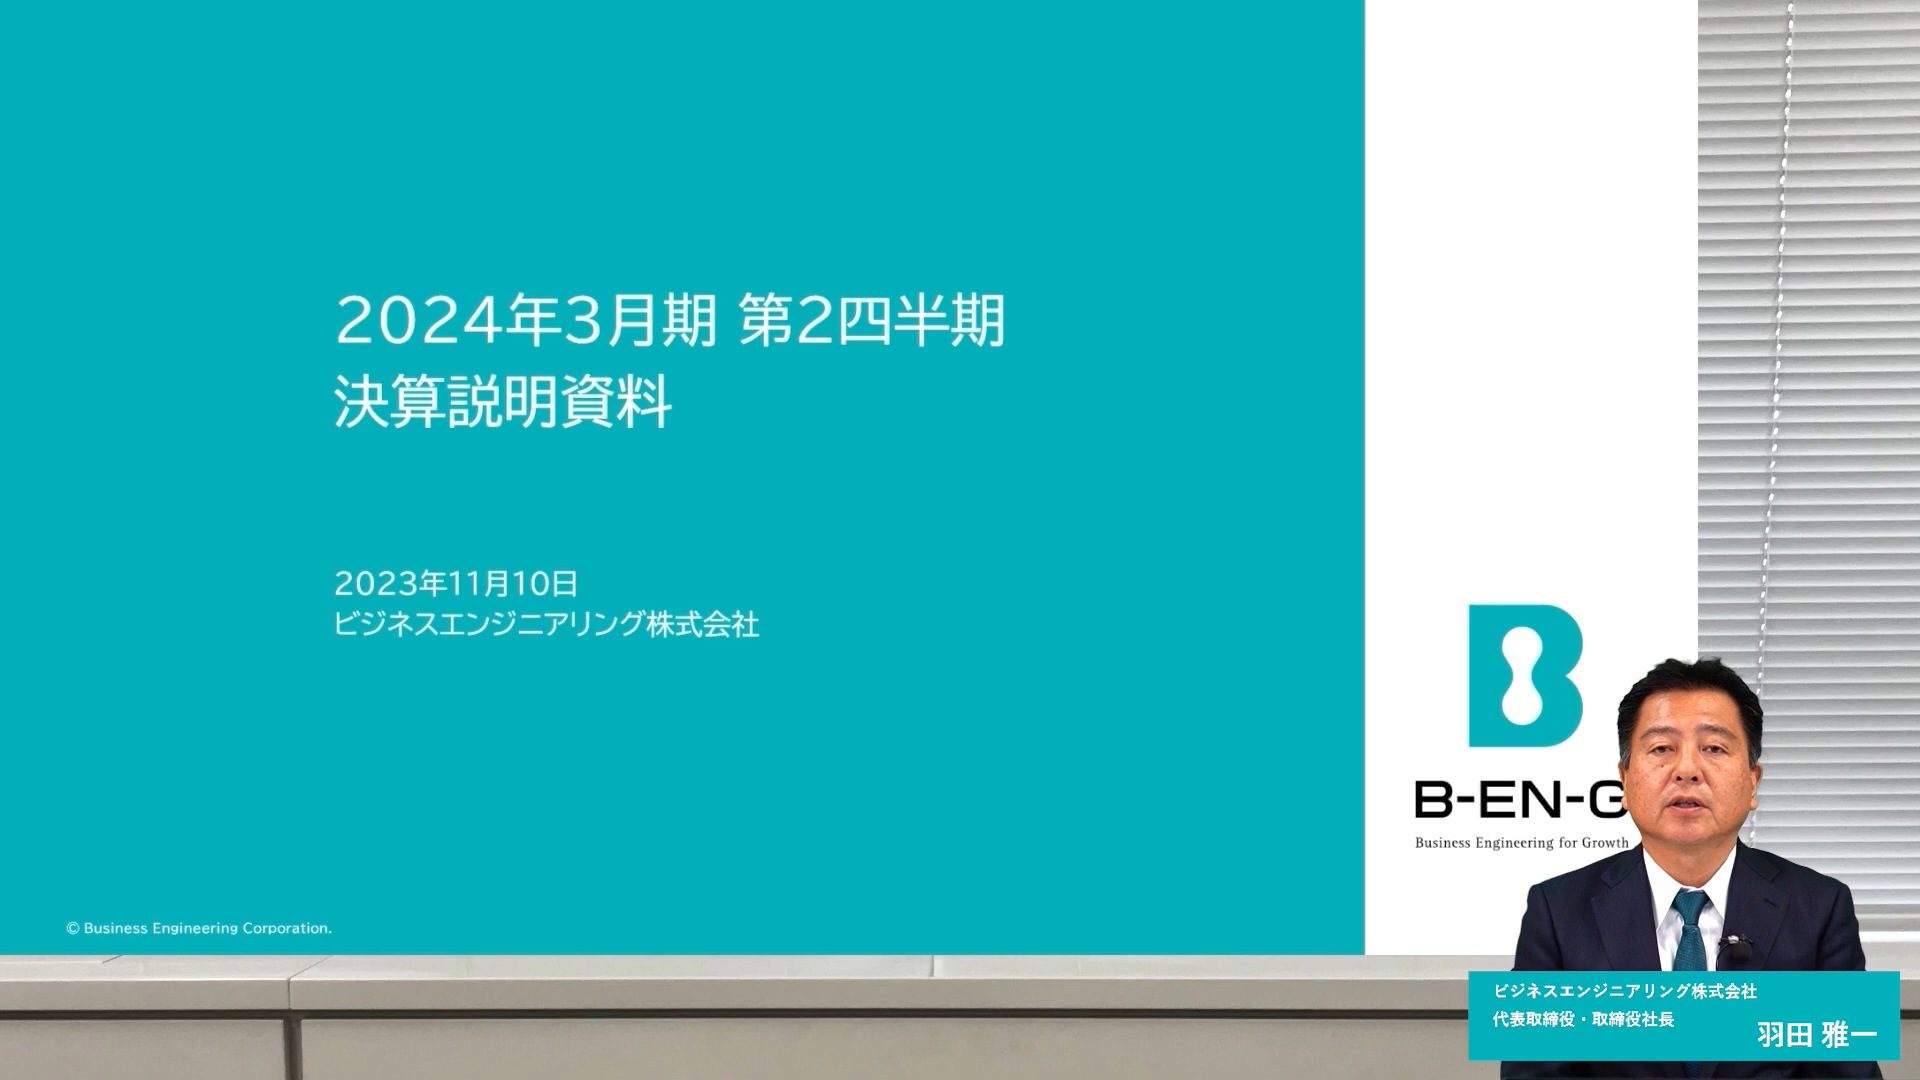 2024年3月期 第2四半期
決算説明資料
2023年11月10日
ビジネスエンジニアリング株式会社
B-EN-G
Business Engineering for Growth
© Business Engineering Corporation.
ビジネスエンジニアリング株式会社
代表取締役・取締役社長
羽田 雅一